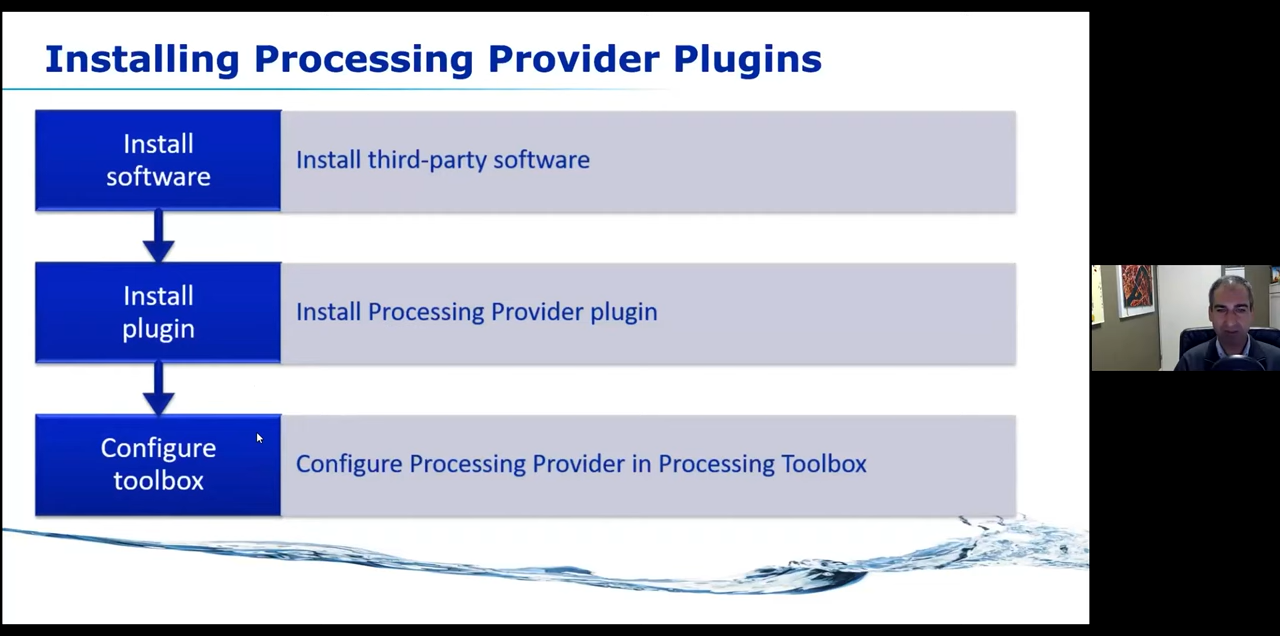 Installing Processing Provider Plugins
Install
software
Install third-party software
Install
plugin
Install Processing Provider plugin
Configure
toolbox
Configure Processing Provider in Processing Toolbox